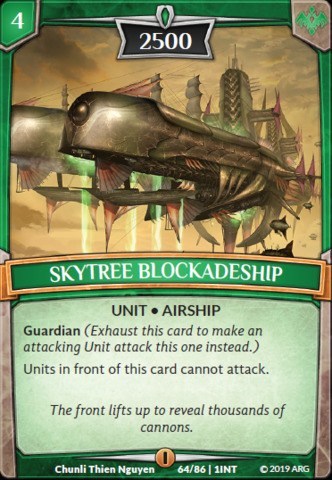 4
2500
SKYTREE BLOCKADESHIP
UNIT • AIRSHIP
Guardian (Exhaust this card to make an
attacking Unit attack this one instead.)
Units in front of this card cannot attack.
The front lifts up to reveal thousands of
cannons.
I
Chunli Thien Nguyen 64/86 | 1INT © 2019 ARG